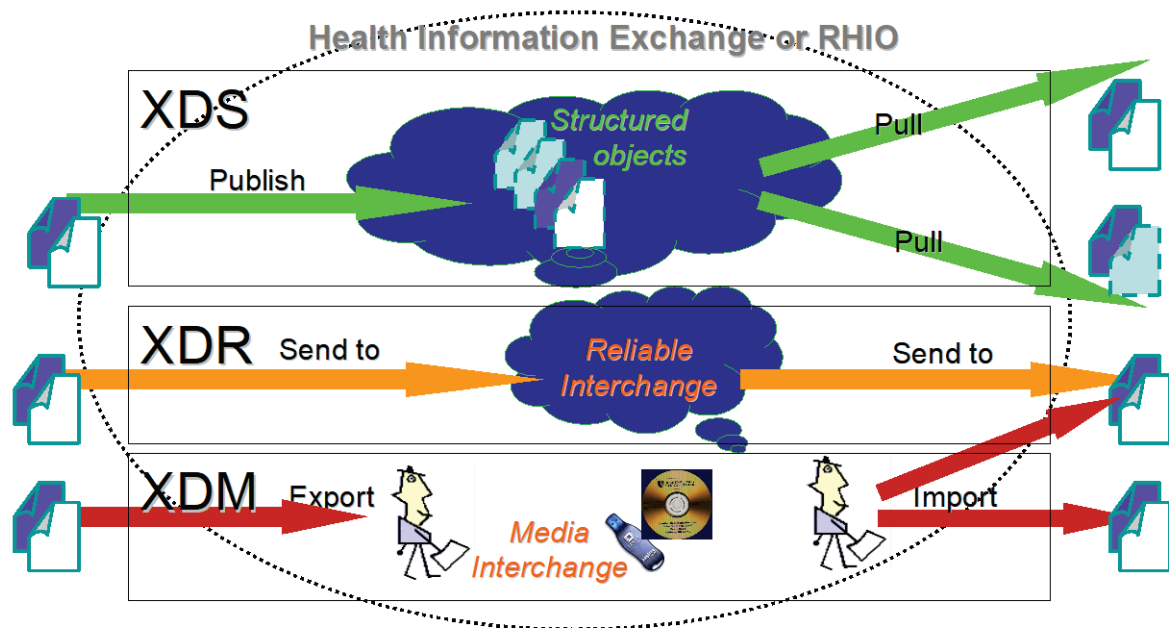 Health Information Exchange or RHIO
XDS
Structured
objects
Publish
Pull
Pull
XDR
Send to
Reliable
Interchange
Send to
XDM
Export
Media
Interchange
Import